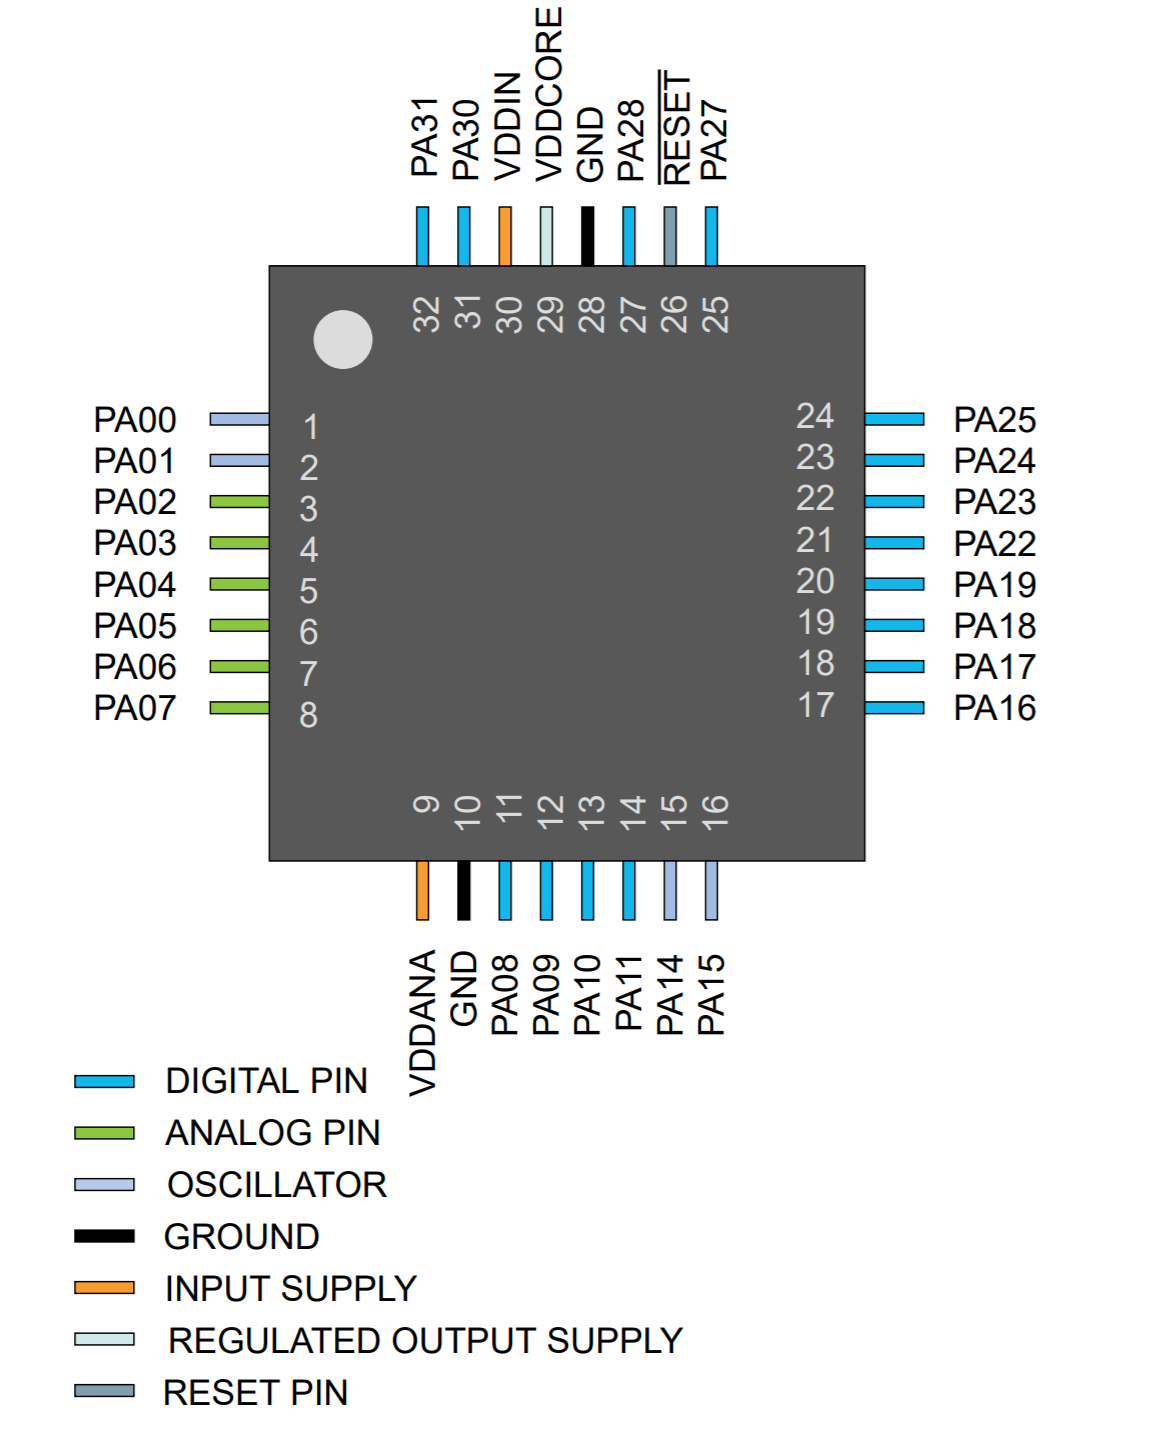 PA31
PA30
VDDIN
VDDCORE
GND
PA28
RESET
PA27
32
31
30
29
28
27
26
25
PA00 1
PA01 2
PA02 3
PA03 4
PA04 5
PA05 6
PA06 7
PA07 8
24 PA25
23 PA24
22 PA23
21 PA22
20 PA19
19 PA18
18 PA17
17 PA16
9
10
11
12
13
14
15
16
VDDANA
GND
PA08
PA09
PA10
PA11
PA14
PA15
DIGITAL PIN
ANALOG PIN
OSCILLATOR
GROUND
INPUT SUPPLY
REGULATED OUTPUT SUPPLY
RESET PIN